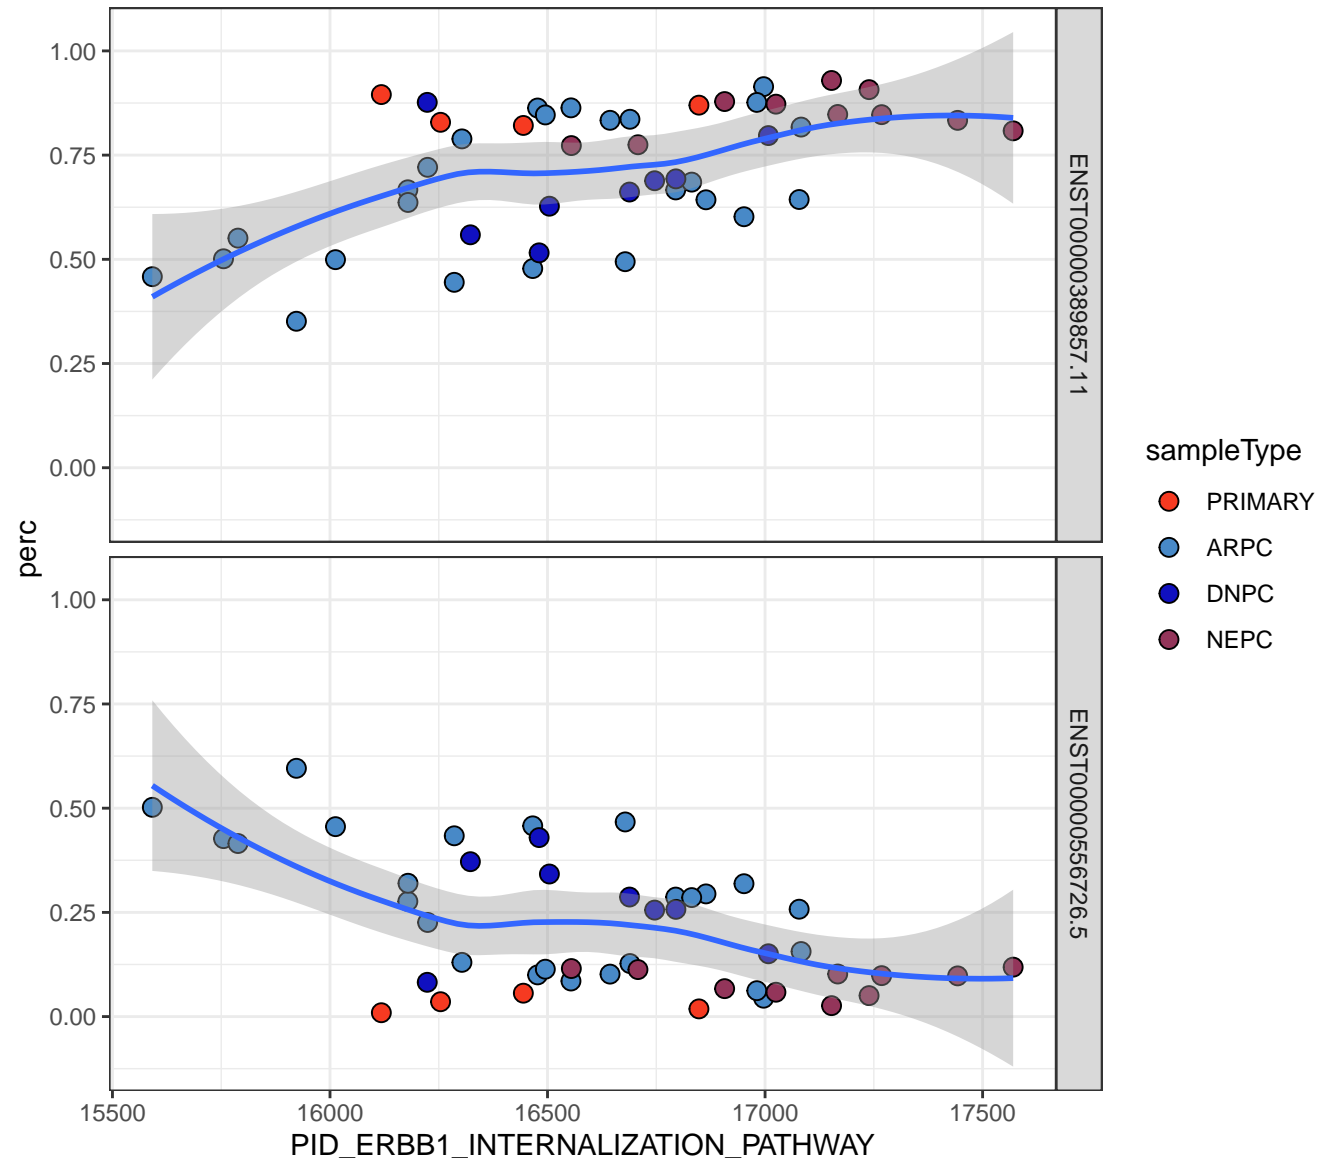 1.00
0.75
0.50
0.25
0.00
ENST00000389857.11
perc
1.00
0.75
0.50
0.25
0.00
ENST00000556726.5
15500 16000 16500 17000 17500
PID_ERBB1_INTERNALIZATION_PATHWAY
sampleType
PRIMARY
ARPC
DNPC
NEPC